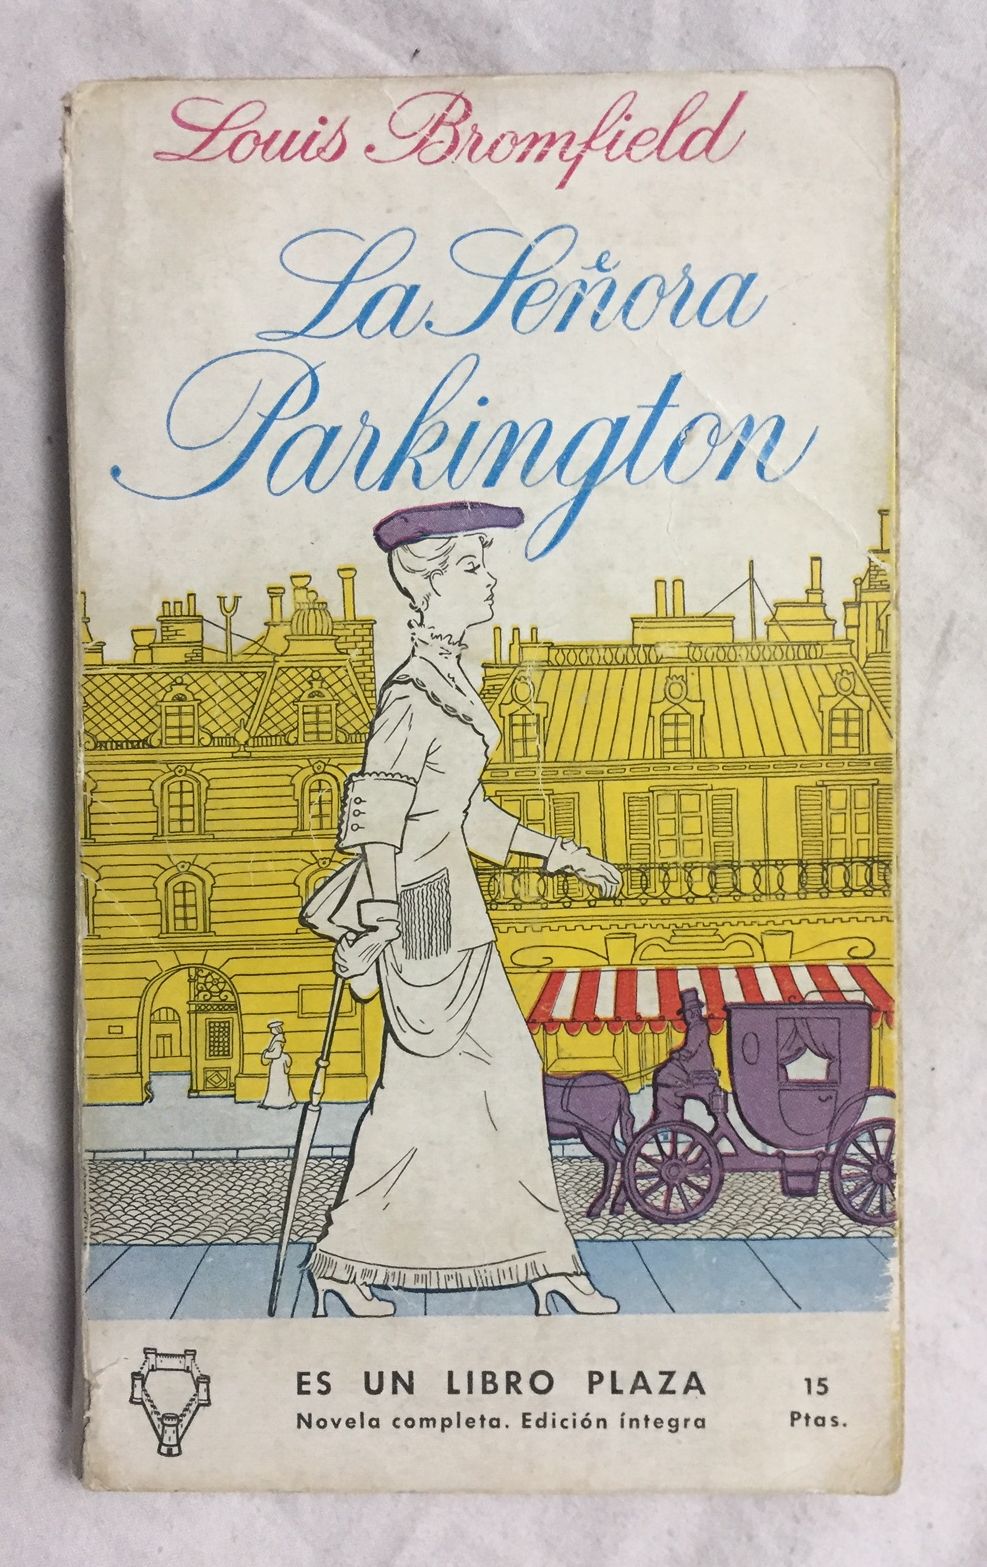 Louis Bromfield
La Señora
Parkington
ES UN LIBRO PLAZA
Novela completa. Edición íntegra
15
Ptas.